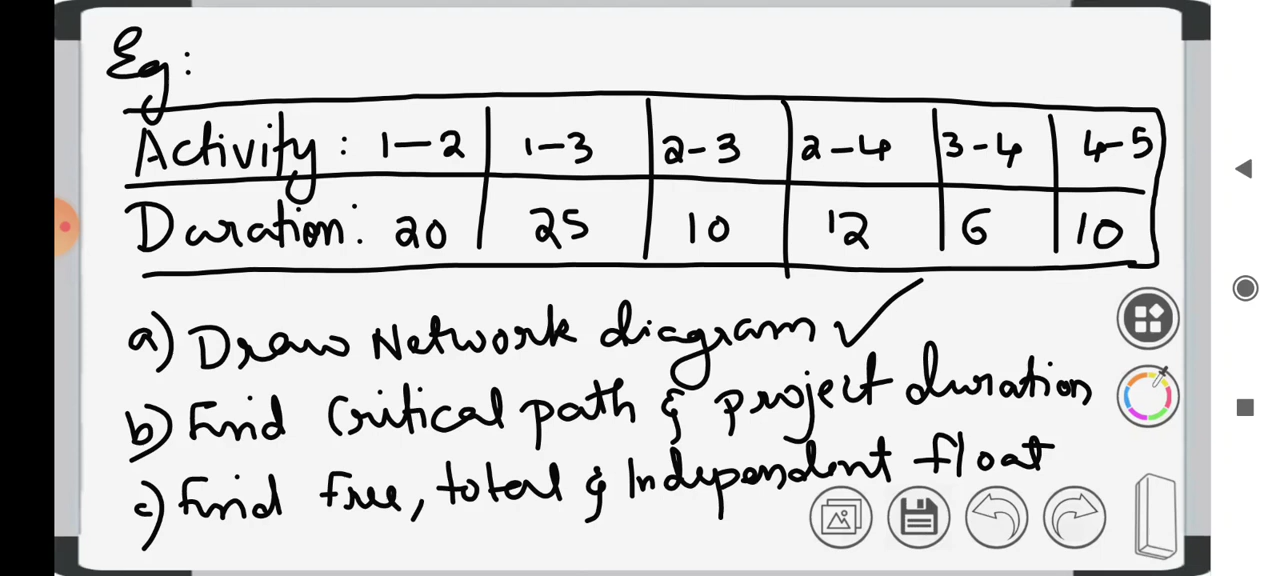 Eg:
Activity: 1-2 1-3 2-3 2-4 3-4 4-5
Duration: 20 25 10 12 6 10
a) Draw Network diagram ✓
b) Find Critical path & project duration
c) Find free, total & Independent float